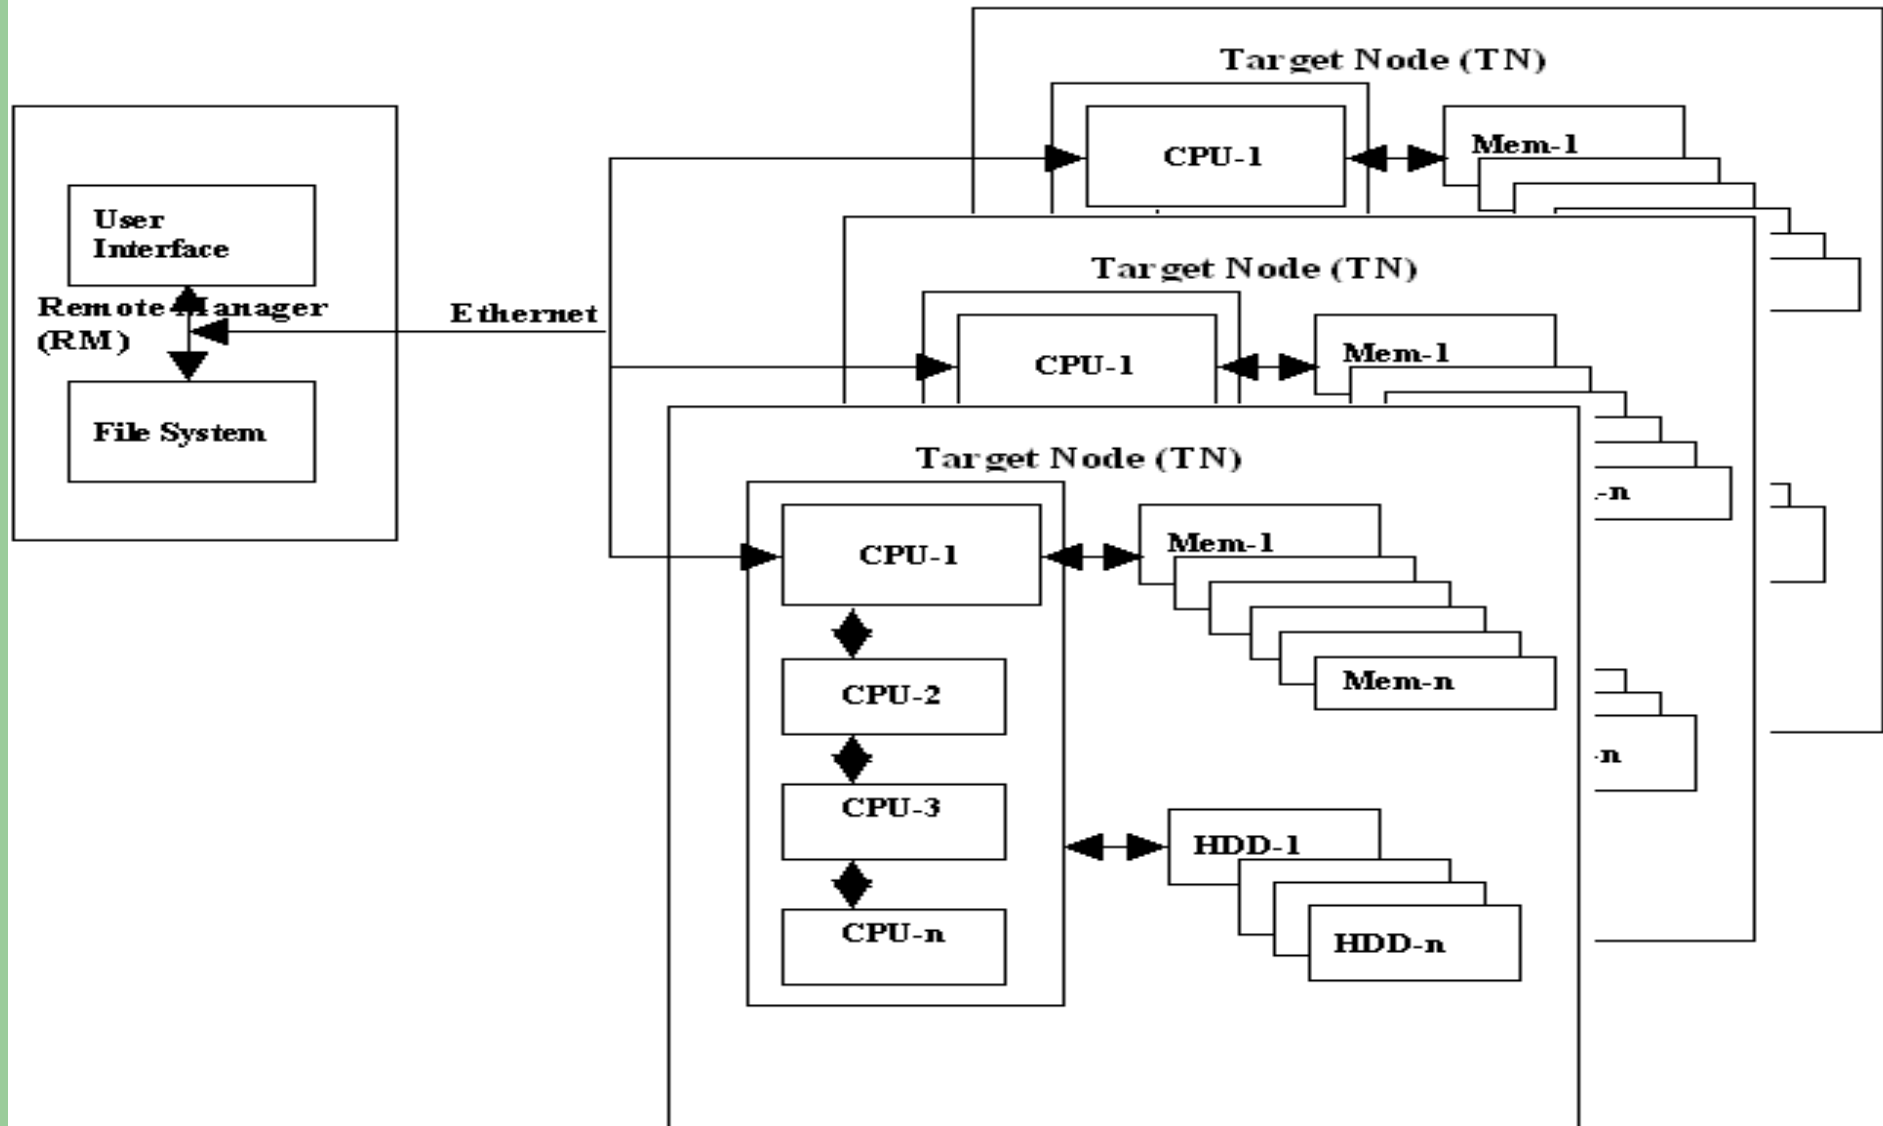 User
Interface
Remote Manager
(RM)
File System
Ethernet
Target Node (TN)
CPU-1
Mem-1
Target Node (TN)
CPU-1
Mem-1
-n
-n
Target Node (TN)
CPU-1
Mem-1
CPU-2
Mem-n
CPU-3
HDD-1
CPU-n
HDD-n